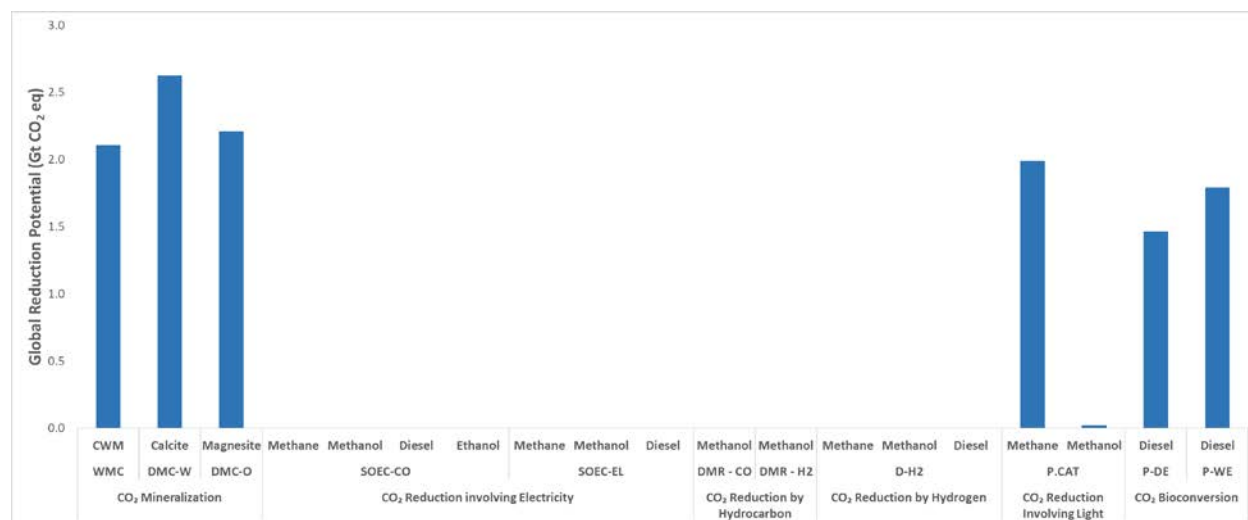 Global Reduction Potential (Gt CO₂ eq)
3.0
2.5
2.0
1.5
1.0
0.5
0.0
CWM Calcite Magnesite Methane Methanol Diesel Ethanol Methane Methanol Diesel Methanol Methanol Methane Methanol Diesel Methane Methanol Diesel Diesel
WMC DMC-W DMC-O SOEC-CO SOEC-EL DMR - CO DMR - H2 D-H2 P.CAT P-DE P-WE
CO₂ Mineralization CO₂ Reduction involving Electricity CO₂ Reduction by CO₂ Reduction by Hydrogen CO₂ Reduction CO₂ Bioconversion
Hydrocarbon Involving Light